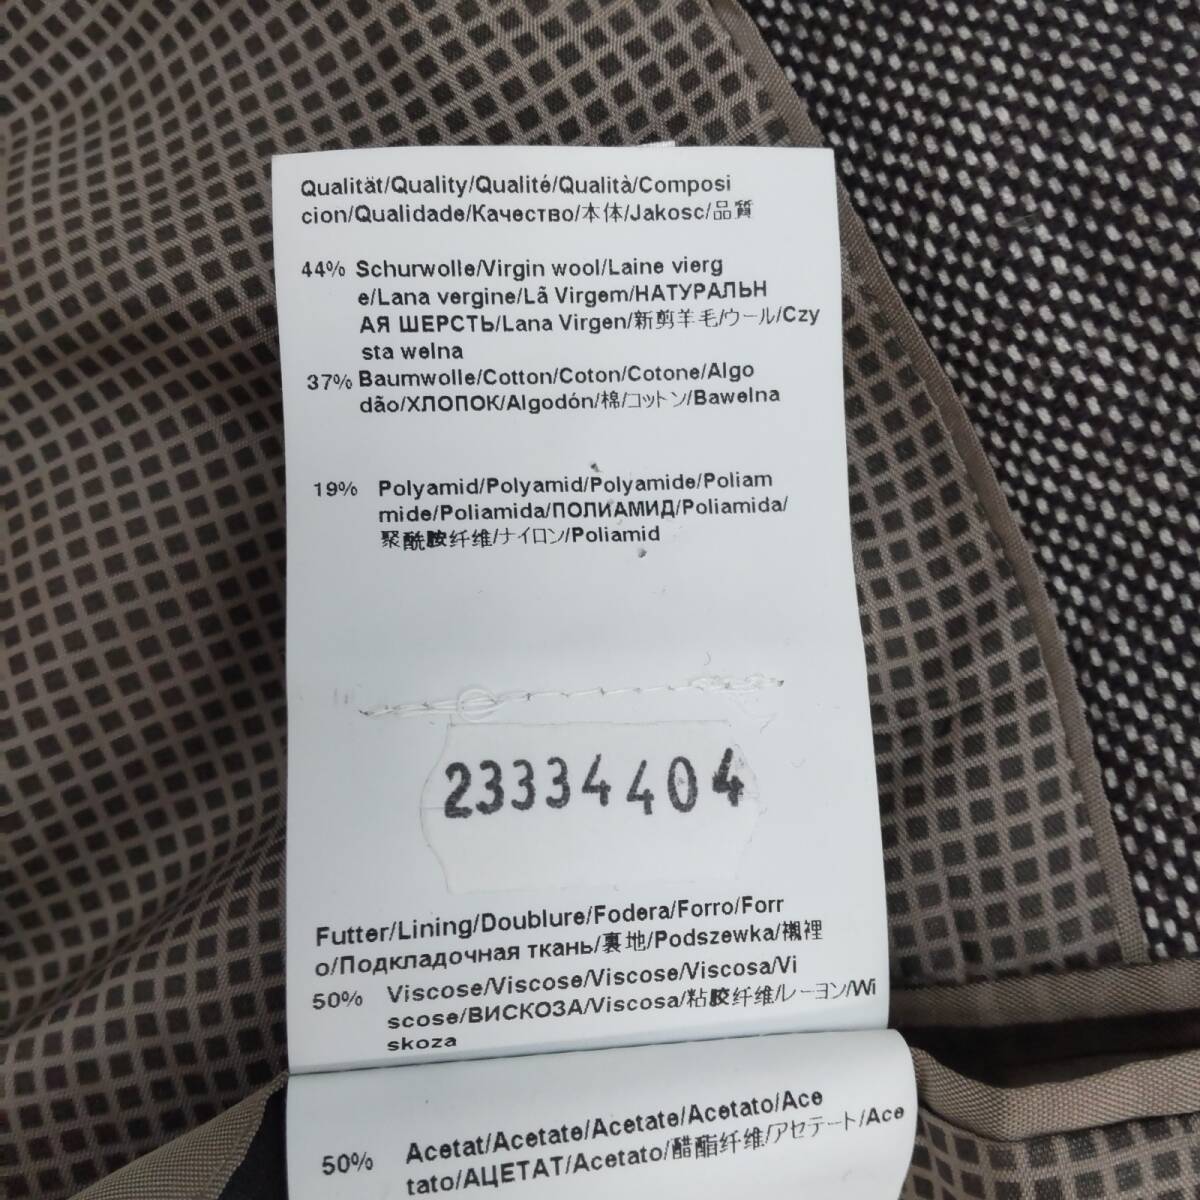 Qualität/Quality/Qualité/Qualità/Composi
cion/Qualidade/Качество/本体/Jakosc/品質
44% Schurwolle/Virgin wool/Laine vierg
e/Lana vergine/Lã Virgem/НАТУРАЛЬН
АЯ ШЕРСТЬ/Lana Virgen/新剪羊毛/ウール/Czy
sta welna
37% Baumwolle/Cotton/Coton/Cotone/Algo
dão/ХЛОПОК/Algodón/棉/コットン/Bawelna
19% Polyamid/Polyamid/Polyamide/Poliam
mide/Poliamida/ПОЛИАМИД/Poliamida/
聚酰胺纤维/ナイロン/Poliamid
23334404
Futter/Lining/Doublure/Fodera/Forro/Forr
o/Подкладочная ткань/裏地/Podszewka/襯裡
50% Viscose/Viscose/Viscose/Viscosa/Vi
scose/ВИСКОЗА/Viscosa/粘胶纤维/レーヨン/Wi
skoza
50% Acetat/Acetate/Acetate/Acetato/Ace
tato/АЦЕТАТ/Acetato/醋酯纤维/アセテート/Ace